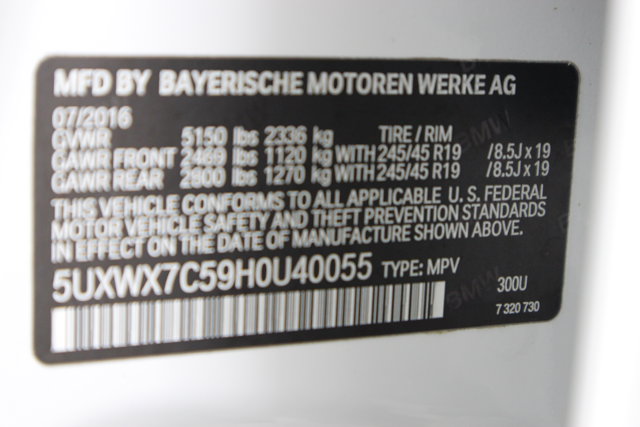 MFD BY BAYERISCHE MOTOREN WERKE AG
07/2016
GVWR 5150 lbs 2336 kg TIRE / RIM
GAWR FRONT 2469 lbs 1120 kg WITH 245/45 R19 /8.5J x 19
GAWR REAR 2800 lbs 1270 kg WITH 245/45 R19 /8.5J x 19
THIS VEHICLE CONFORMS TO ALL APPLICABLE U.S. FEDERAL
MOTOR VEHICLE SAFETY AND THEFT PREVENTION STANDARDS
IN EFFECT ON THE DATE OF MANUFACTURE SHOWN ABOVE.
5UXWX7C59H0U40055 TYPE: MPV
300U
7 320 730
BMW
BMW